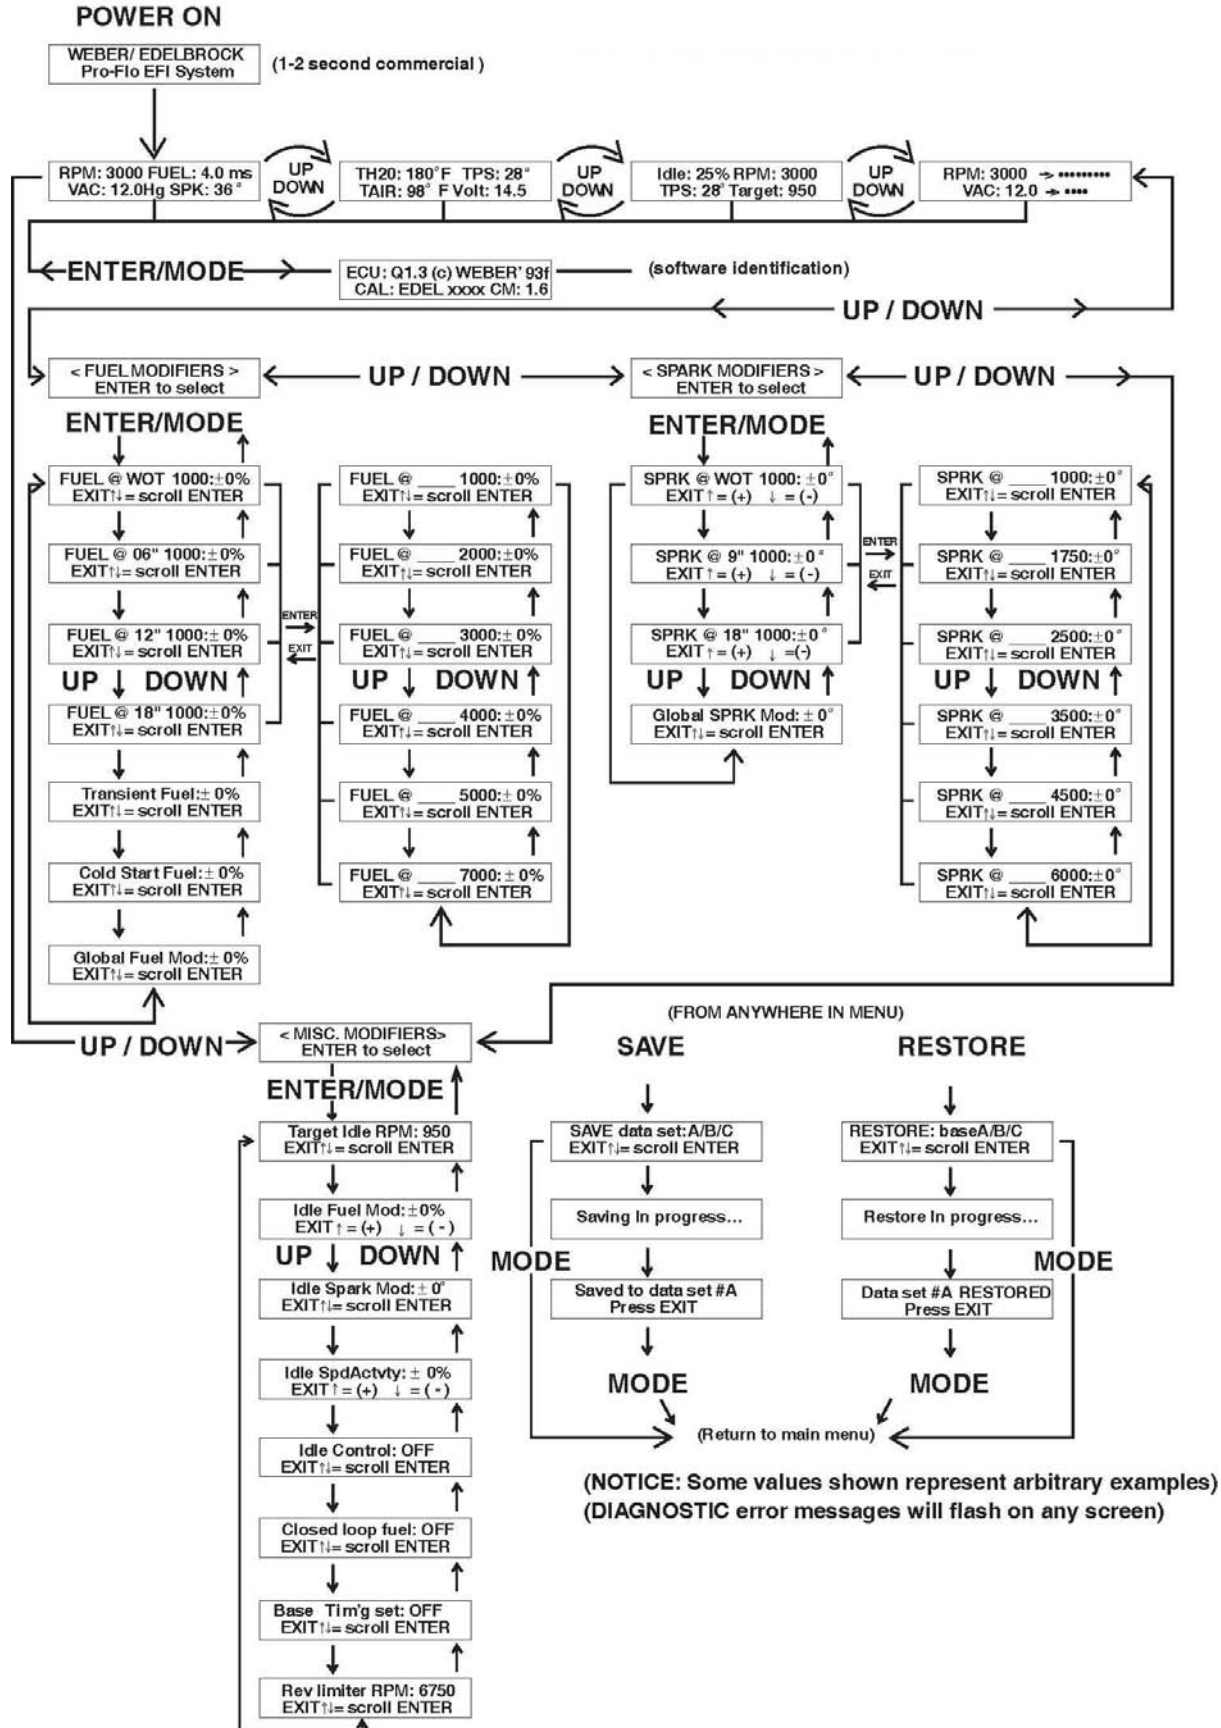 POWER ON
WEBER/ EDELBROCK
Pro-Flo EFI System
(1-2 second commercial )
RPM: 3000 FUEL: 4.0 ms
VAC: 12.0Hg SPK: 36°
UP
DOWN
TH20: 180°F TPS: 28°
TAIR: 98° F Volt: 14.5
UP
DOWN
Idle: 25% RPM: 3000
TPS: 28° Target: 950
UP
DOWN
RPM: 3000 → •••••••••
VAC: 12.0 → ••••
ENTER/MODE
ECU: Q1.3 (c) WEBER' 93f
CAL: EDEL xxxx CM: 1.6
(software identification)
UP / DOWN
< FUEL MODIFIERS >
ENTER to select
UP / DOWN
< SPARK MODIFIERS >
ENTER to select
UP / DOWN
ENTER/MODE
FUEL @ WOT 1000:±0%
EXIT↑↓= scroll ENTER
FUEL @ 06" 1000:±0%
EXIT↑↓= scroll ENTER
FUEL @ 12" 1000:± 0%
EXIT↑↓= scroll ENTER
UP DOWN
FUEL @ 18" 1000:±0%
EXIT↑↓= scroll ENTER
Transient Fuel:± 0%
EXIT↑↓= scroll ENTER
Cold Start Fuel:± 0%
EXIT↑↓= scroll ENTER
Global Fuel Mod:± 0%
EXIT↑↓= scroll ENTER
ENTER
EXIT
FUEL @ ___ 1000:±0%
EXIT↑↓= scroll ENTER
FUEL @ ___ 2000:±0%
EXIT↑↓= scroll ENTER
FUEL @ ___ 3000:± 0%
EXIT↑↓= scroll ENTER
UP DOWN
FUEL @ ___ 4000:±0%
EXIT↑↓= scroll ENTER
FUEL @ ___ 5000:± 0%
EXIT↑↓= scroll ENTER
FUEL @ ___ 7000:± 0%
EXIT↑↓= scroll ENTER
ENTER/MODE
SPRK @ WOT 1000: ±0°
EXIT ↑ = (+) ↓ = (-)
SPRK @ 9" 1000:±0°
EXIT ↑ = (+) ↓ = (-)
SPRK @ 18" 1000:±0°
EXIT ↑ = (+) ↓ =(-)
UP DOWN
Global SPRK Mod: ± 0°
EXIT↑↓= scroll ENTER
ENTER
EXIT
SPRK @ ___ 1000:±0°
EXIT↑↓= scroll ENTER
SPRK @ ___ 1750:±0°
EXIT↑↓= scroll ENTER
SPRK @ ___ 2500:±0°
EXIT↑↓= scroll ENTER
UP DOWN
SPRK @ ___ 3500:±0°
EXIT↑↓= scroll ENTER
SPRK @ ___ 4500:±0°
EXIT↑↓= scroll ENTER
SPRK @ ___ 6000:±0°
EXIT↑↓= scroll ENTER
UP / DOWN
< MISC. MODIFIERS>
ENTER to select
ENTER/MODE
Target Idle RPM: 950
EXIT↑↓= scroll ENTER
Idle Fuel Mod:±0%
EXIT ↑ = (+) ↓ = ( - )
UP DOWN
Idle Spark Mod:± 0°
EXIT↑↓= scroll ENTER
Idle SpdActvty: ± 0%
EXIT ↑ = (+) ↓ = ( - )
Idle Control: OFF
EXIT↑↓= scroll ENTER
Closed loop fuel: OFF
EXIT↑↓= scroll ENTER
Base Tim'g set: OFF
EXIT↑↓= scroll ENTER
Rev limiter RPM: 6750
EXIT↑↓= scroll ENTER
(FROM ANYWHERE IN MENU)
SAVE
SAVE data set:A/B/C
EXIT↑↓= scroll ENTER
Saving In progress...
MODE
Saved to data set #A
Press EXIT
MODE
RESTORE
RESTORE: baseA/B/C
EXIT↑↓= scroll ENTER
Restore In progress...
MODE
Data set #A RESTORED
Press EXIT
MODE
(Return to main menu)
(NOTICE: Some values shown represent arbitrary examples)
(DIAGNOSTIC error messages will flash on any screen)